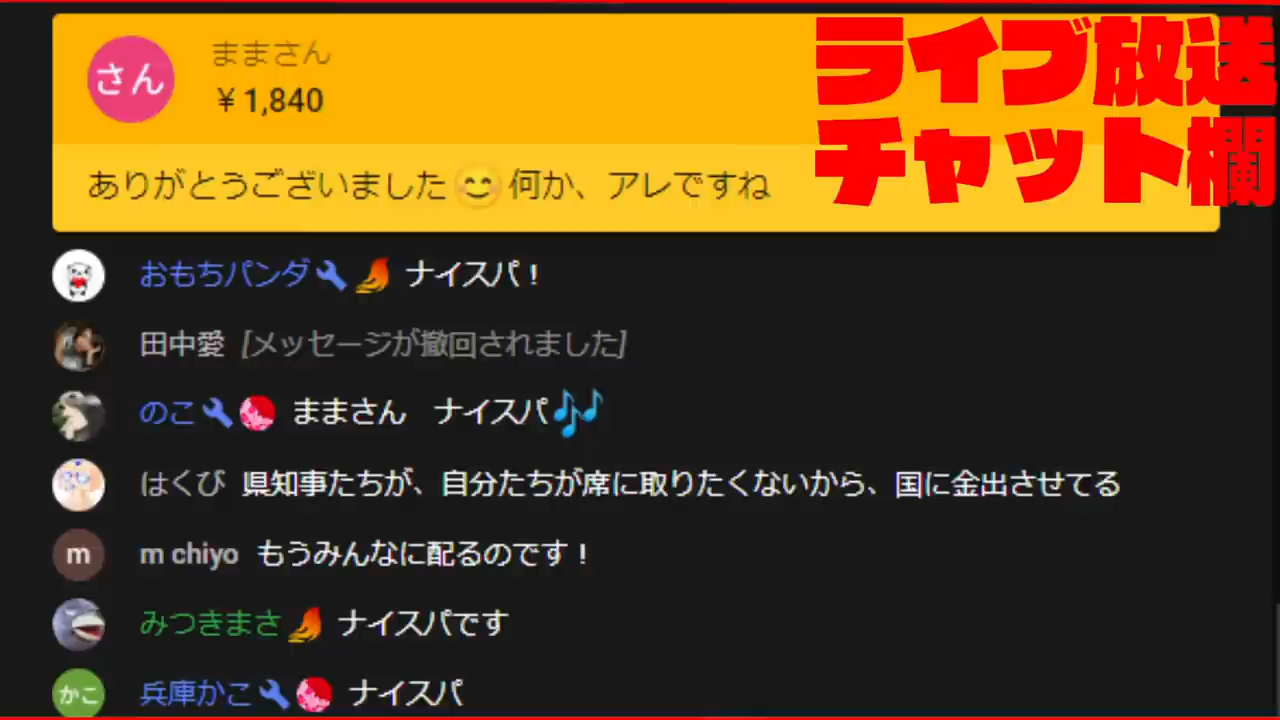 ライブ放送
チャット欄
さん
ままさん
¥ 1,840
ありがとうございました😊何か、アレですね
おもちパンダ ナイスパ！
田中愛 [メッセージが撤回されました]
のこ ままさん　ナイスパ🎶
はくび 県知事たちが、自分たちが席に取りたくないから、国に金出させてる
m
m chiyo もうみんなに配るのです！
みつきまさ ナイスパです
かこ
兵庫かこ ナイスパ